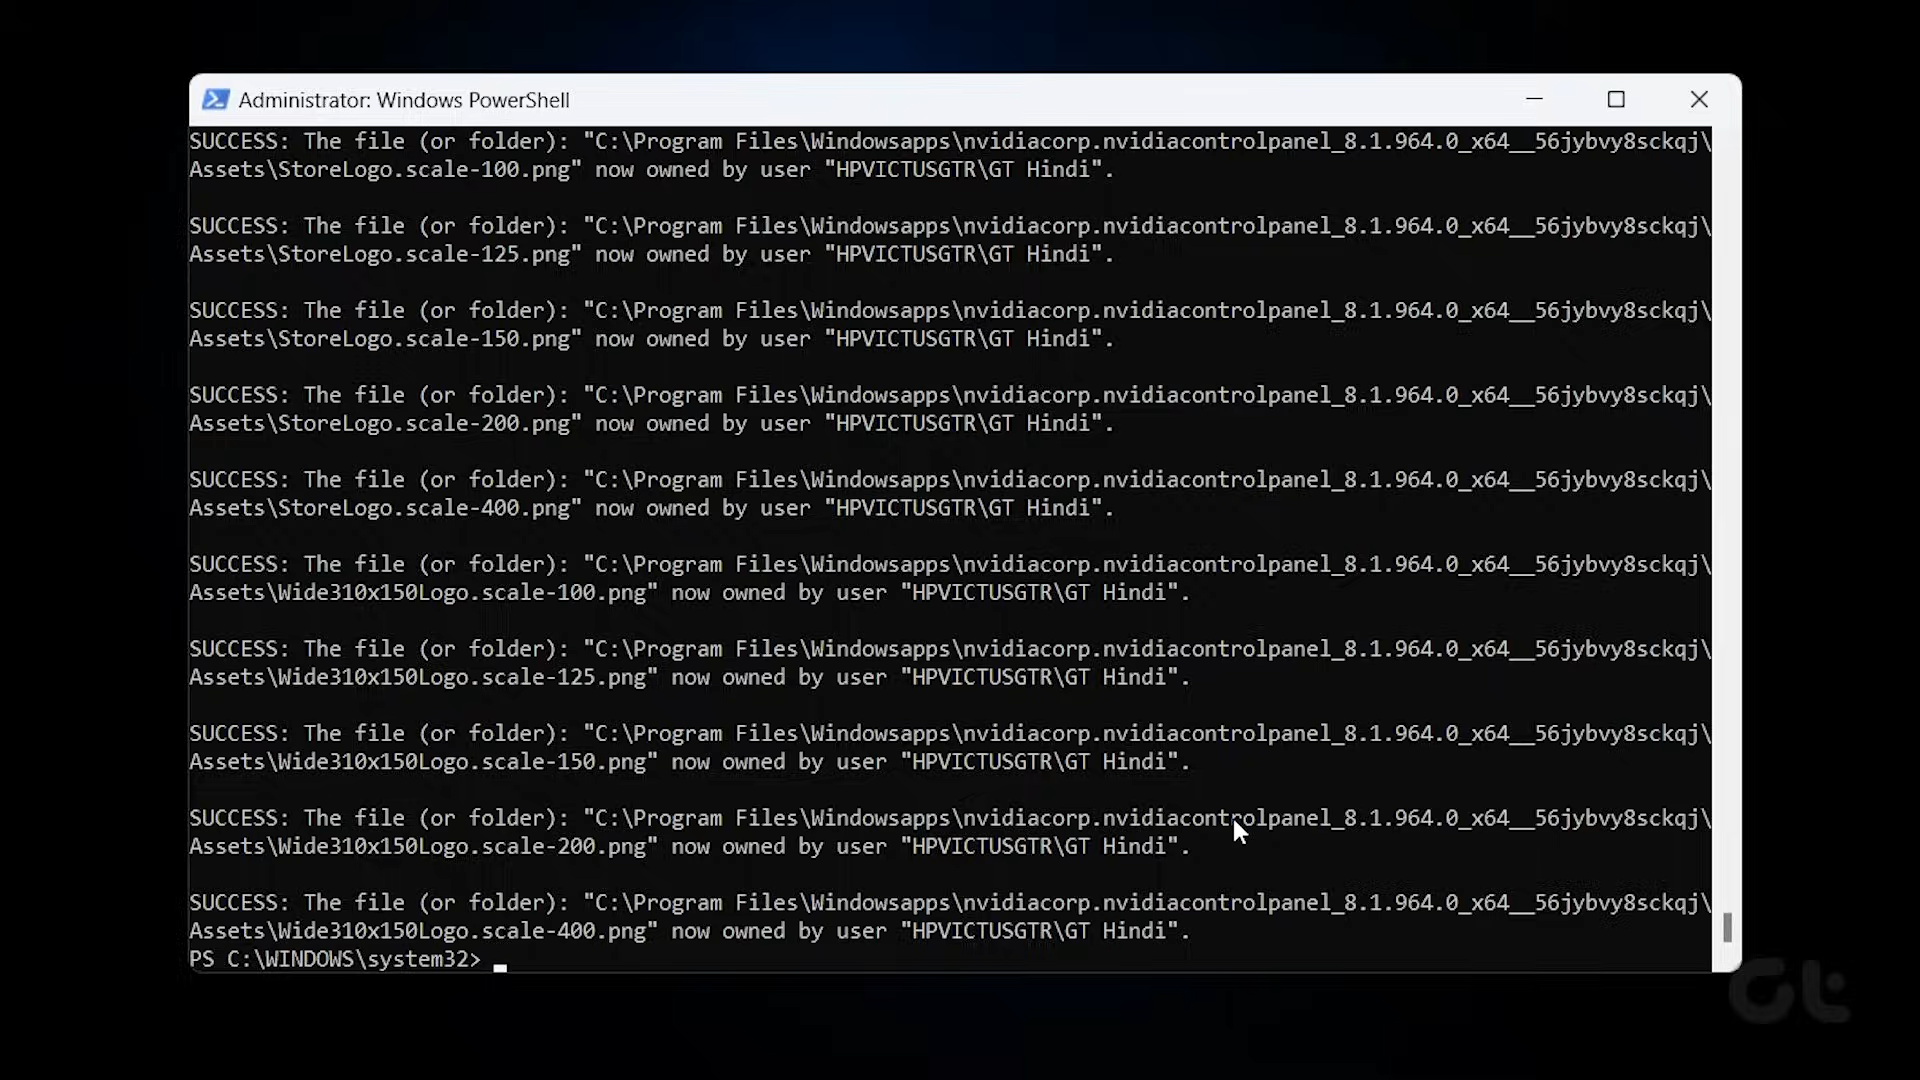 Administrator: Windows PowerShell
SUCCESS: The file (or folder): "C:\Program Files\Windowsapps\nvidiacorp.nvidiacontrolpanel_8.1.964.0_x64__56jybvy8sckqj\
Assets\StoreLogo.scale-100.png" now owned by user "HPVICTUSGTR\GT Hindi".
SUCCESS: The file (or folder): "C:\Program Files\Windowsapps\nvidiacorp.nvidiacontrolpanel_8.1.964.0_x64__56jybvy8sckqj\
Assets\StoreLogo.scale-125.png" now owned by user "HPVICTUSGTR\GT Hindi".
SUCCESS: The file (or folder): "C:\Program Files\Windowsapps\nvidiacorp.nvidiacontrolpanel_8.1.964.0_x64__56jybvy8sckqj\
Assets\StoreLogo.scale-150.png" now owned by user "HPVICTUSGTR\GT Hindi".
SUCCESS: The file (or folder): "C:\Program Files\Windowsapps\nvidiacorp.nvidiacontrolpanel_8.1.964.0_x64__56jybvy8sckqj\
Assets\StoreLogo.scale-200.png" now owned by user "HPVICTUSGTR\GT Hindi".
SUCCESS: The file (or folder): "C:\Program Files\Windowsapps\nvidiacorp.nvidiacontrolpanel_8.1.964.0_x64__56jybvy8sckqj\
Assets\StoreLogo.scale-400.png" now owned by user "HPVICTUSGTR\GT Hindi".
SUCCESS: The file (or folder): "C:\Program Files\Windowsapps\nvidiacorp.nvidiacontrolpanel_8.1.964.0_x64__56jybvy8sckqj\
Assets\Wide310x150Logo.scale-100.png" now owned by user "HPVICTUSGTR\GT Hindi".
SUCCESS: The file (or folder): "C:\Program Files\Windowsapps\nvidiacorp.nvidiacontrolpanel_8.1.964.0_x64__56jybvy8sckqj\
Assets\Wide310x150Logo.scale-125.png" now owned by user "HPVICTUSGTR\GT Hindi".
SUCCESS: The file (or folder): "C:\Program Files\Windowsapps\nvidiacorp.nvidiacontrolpanel_8.1.964.0_x64__56jybvy8sckqj\
Assets\Wide310x150Logo.scale-150.png" now owned by user "HPVICTUSGTR\GT Hindi".
SUCCESS: The file (or folder): "C:\Program Files\Windowsapps\nvidiacorp.nvidiacontrolpanel_8.1.964.0_x64__56jybvy8sckqj\
Assets\Wide310x150Logo.scale-200.png" now owned by user "HPVICTUSGTR\GT Hindi".
SUCCESS: The file (or folder): "C:\Program Files\Windowsapps\nvidiacorp.nvidiacontrolpanel_8.1.964.0_x64__56jybvy8sckqj\
Assets\Wide310x150Logo.scale-400.png" now owned by user "HPVICTUSGTR\GT Hindi".
PS C:\WINDOWS\system32>
Gt